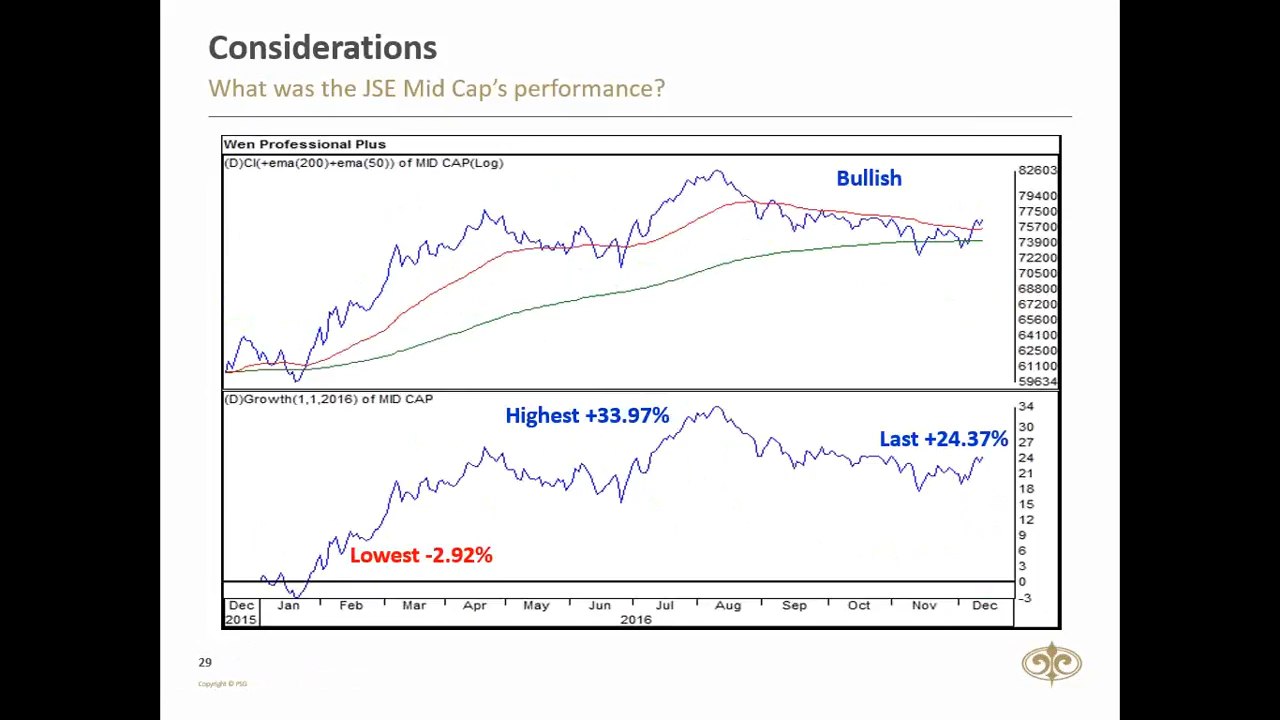 Considerations
What was the JSE Mid Cap's performance?
Wen Professional Plus
(D)Cl(+ema(200)+ema(50)) of MID CAP(Log)
Bullish
82603
79400
77500
75700
73900
72200
70500
68800
67200
65600
64100
62500
61100
59634
(D)Growth(1,1,2016) of MID CAP
Highest +33.97%
Last +24.37%
Lowest -2.92%
34
30
27
24
21
18
15
12
9
6
3
0
-3
Dec Jan Feb Mar Apr May Jun Jul Aug Sep Oct Nov Dec
2015 2016
29
Copyright © PSG